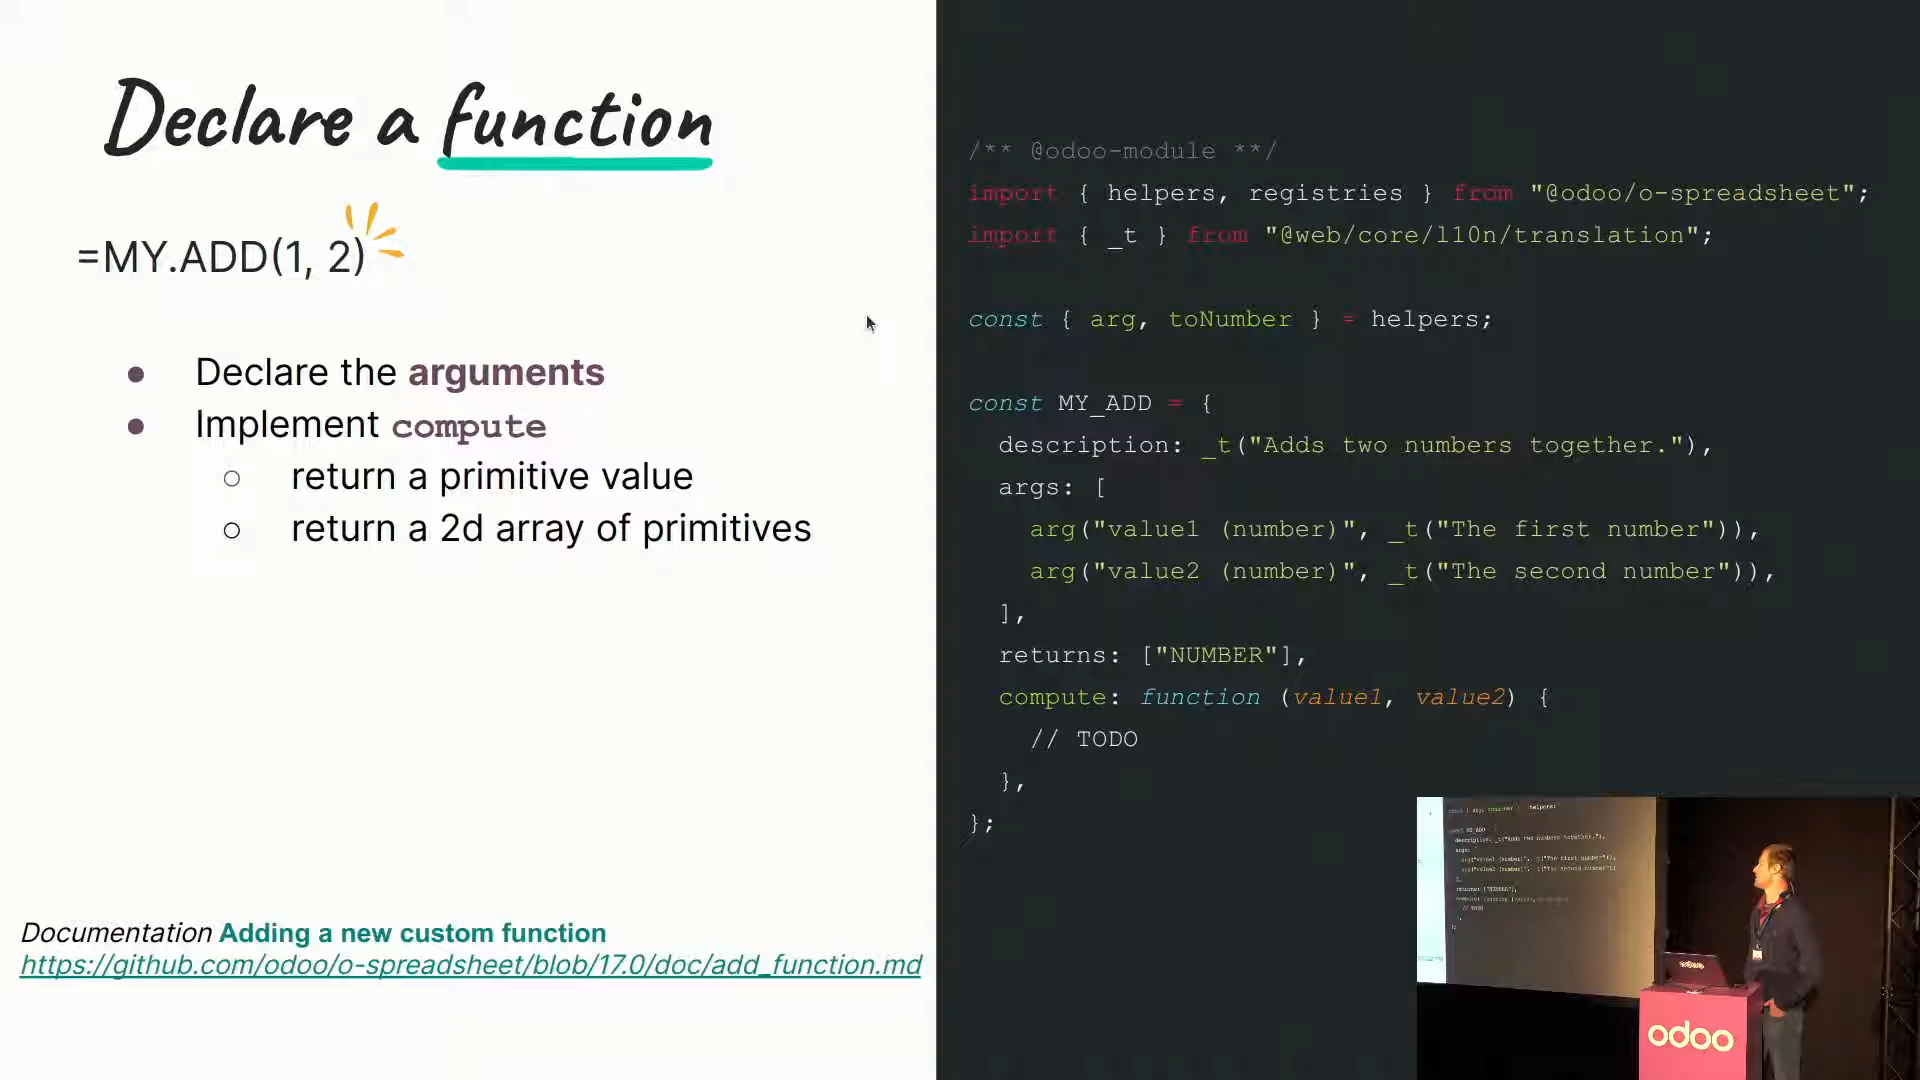 Declare a function
=MY.ADD(1, 2)
● Declare the arguments
● Implement compute
○ return a primitive value
○ return a 2d array of primitives
Documentation Adding a new custom function
https://github.com/odoo/o-spreadsheet/blob/17.0/doc/add_function.md
/** @odoo-module **/
import { helpers, registries } from "@odoo/o-spreadsheet";
import { _t } from "@web/core/l10n/translation";
const { arg, toNumber } = helpers;
const MY_ADD = {
description: _t("Adds two numbers together."),
args: [
arg("value1 (number)", _t("The first number")),
arg("value2 (number)", _t("The second number")),
],
returns: ["NUMBER"],
compute: function (value1, value2) {
// TODO
},
};
odoo